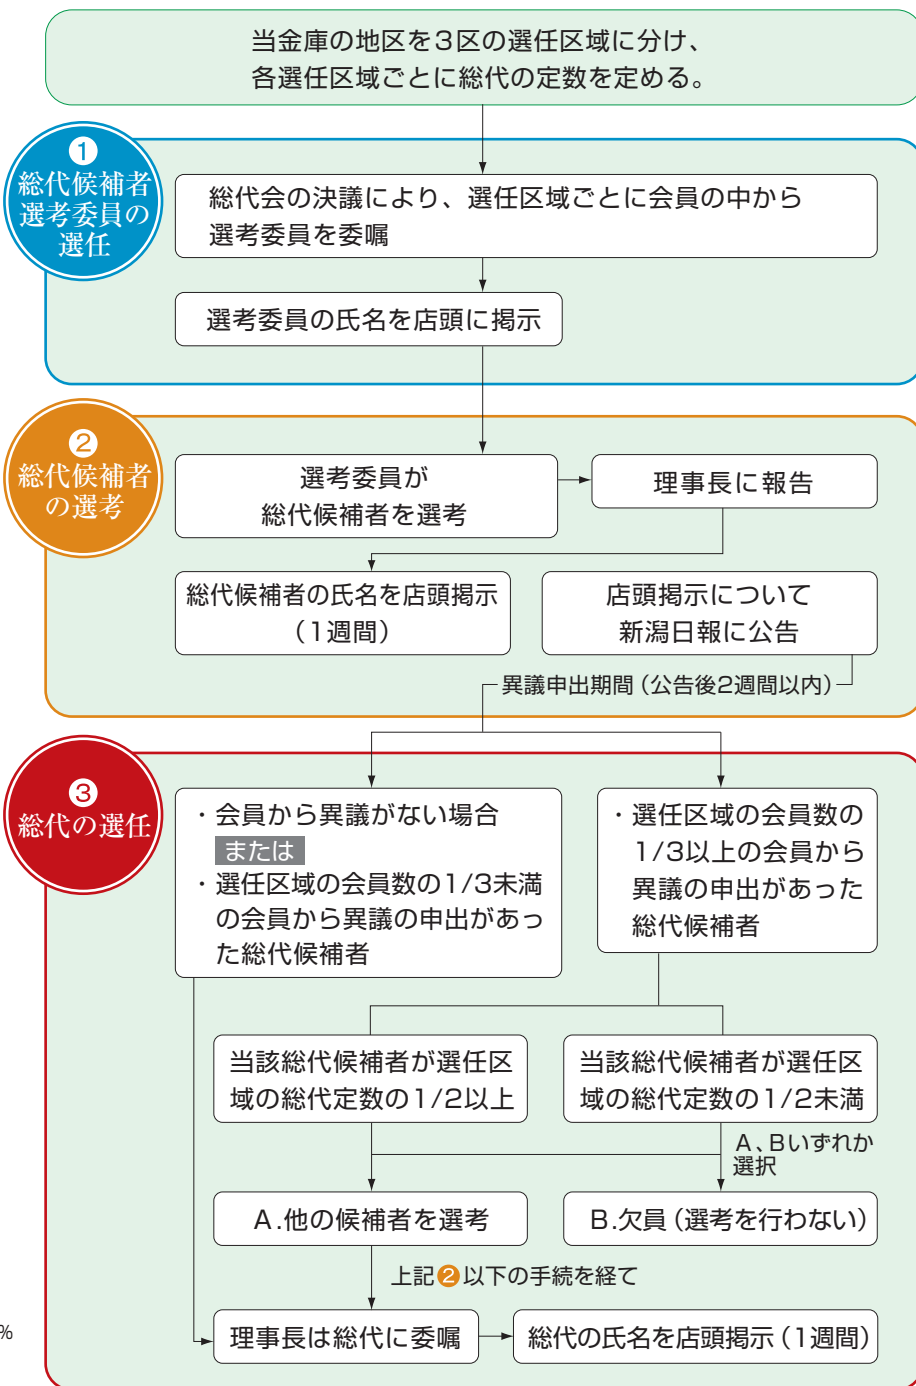 当金庫の地区を3区の選任区域に分け、
各選任区域ごとに総代の定数を定める。
❶
総代候補者
選考委員の
選任
総代会の決議により、選任区域ごとに会員の中から
選考委員を委嘱
選考委員の氏名を店頭に掲示
❷
総代候補者
の選考
選考委員が
総代候補者を選考
理事長に報告
総代候補者の氏名を店頭掲示
（1週間）
店頭掲示について
新潟日報に公告
異議申出期間（公告後2週間以内）
❸
総代の選任
・会員から異議がない場合
または
・選任区域の会員数の1/3未満
の会員から異議の申出があっ
た総代候補者
・選任区域の会員数の
1/3以上の会員から
異議の申出があった
総代候補者
当該総代候補者が選任区
域の総代定数の1/2以上
当該総代候補者が選任区
域の総代定数の1/2未満
A、Bいずれか
選択
A.他の候補者を選考
B.欠員（選考を行わない）
上記❷以下の手続を経て
%
理事長は総代に委嘱
総代の氏名を店頭掲示（1週間）